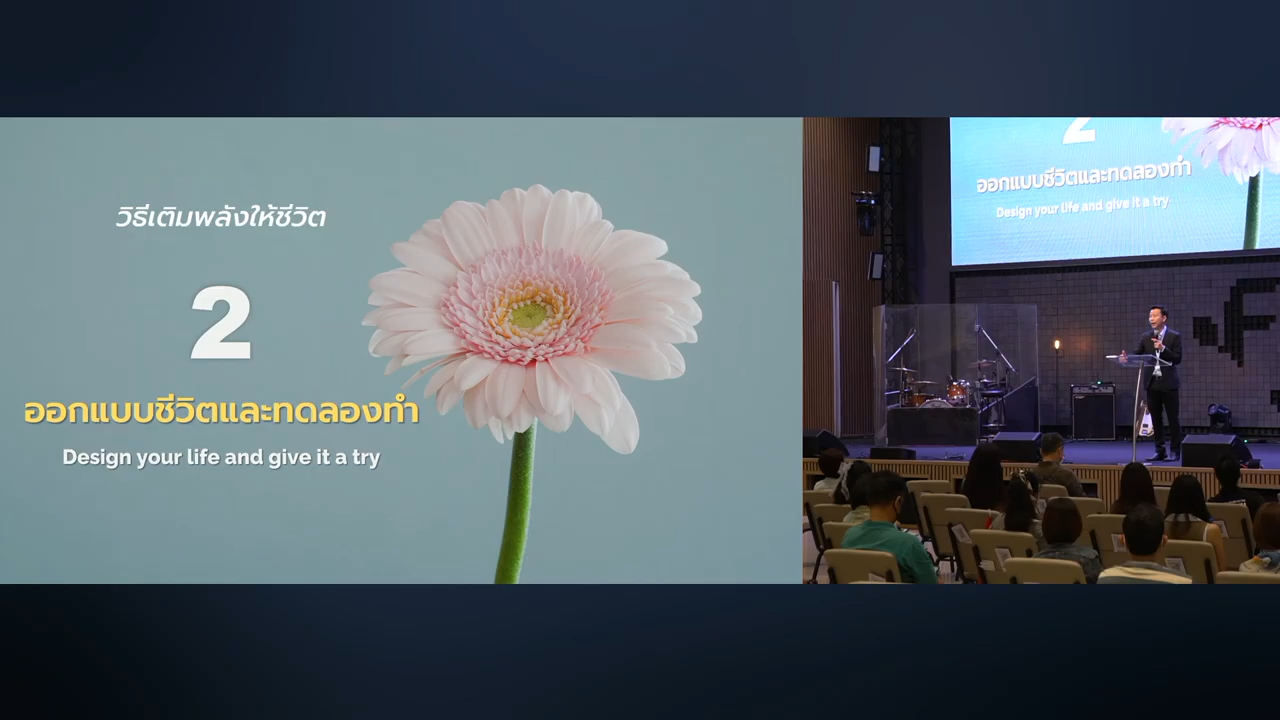 วิธีเติมพลังให้ชีวิต
2
ออกแบบชีวิตและทดลองทำ
Design your life and give it a try
2
ออกแบบชีวิตและทดลองทำ
Design your life and give it a try